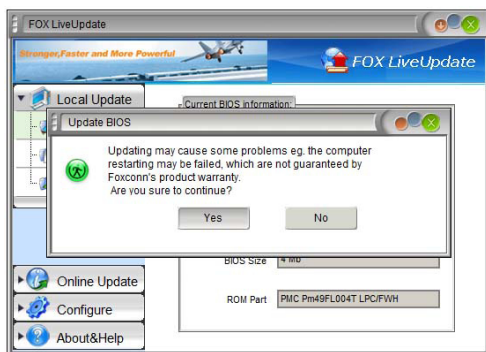 FOX LiveUpdate
Stronger,Faster and More Powerful
FOX LiveUpdate
Local Update
Current BIOS information:
Update BIOS
Updating may cause some problems eg. the computer
restarting may be failed, which are not guaranteed by
Foxconn's product warranty.
Are you sure to continue?
Yes
No
BIOS Size
4 Mb
Online Update
ROM Part
PMC Pm49FL004T LPC/FWH
Configure
About&Help